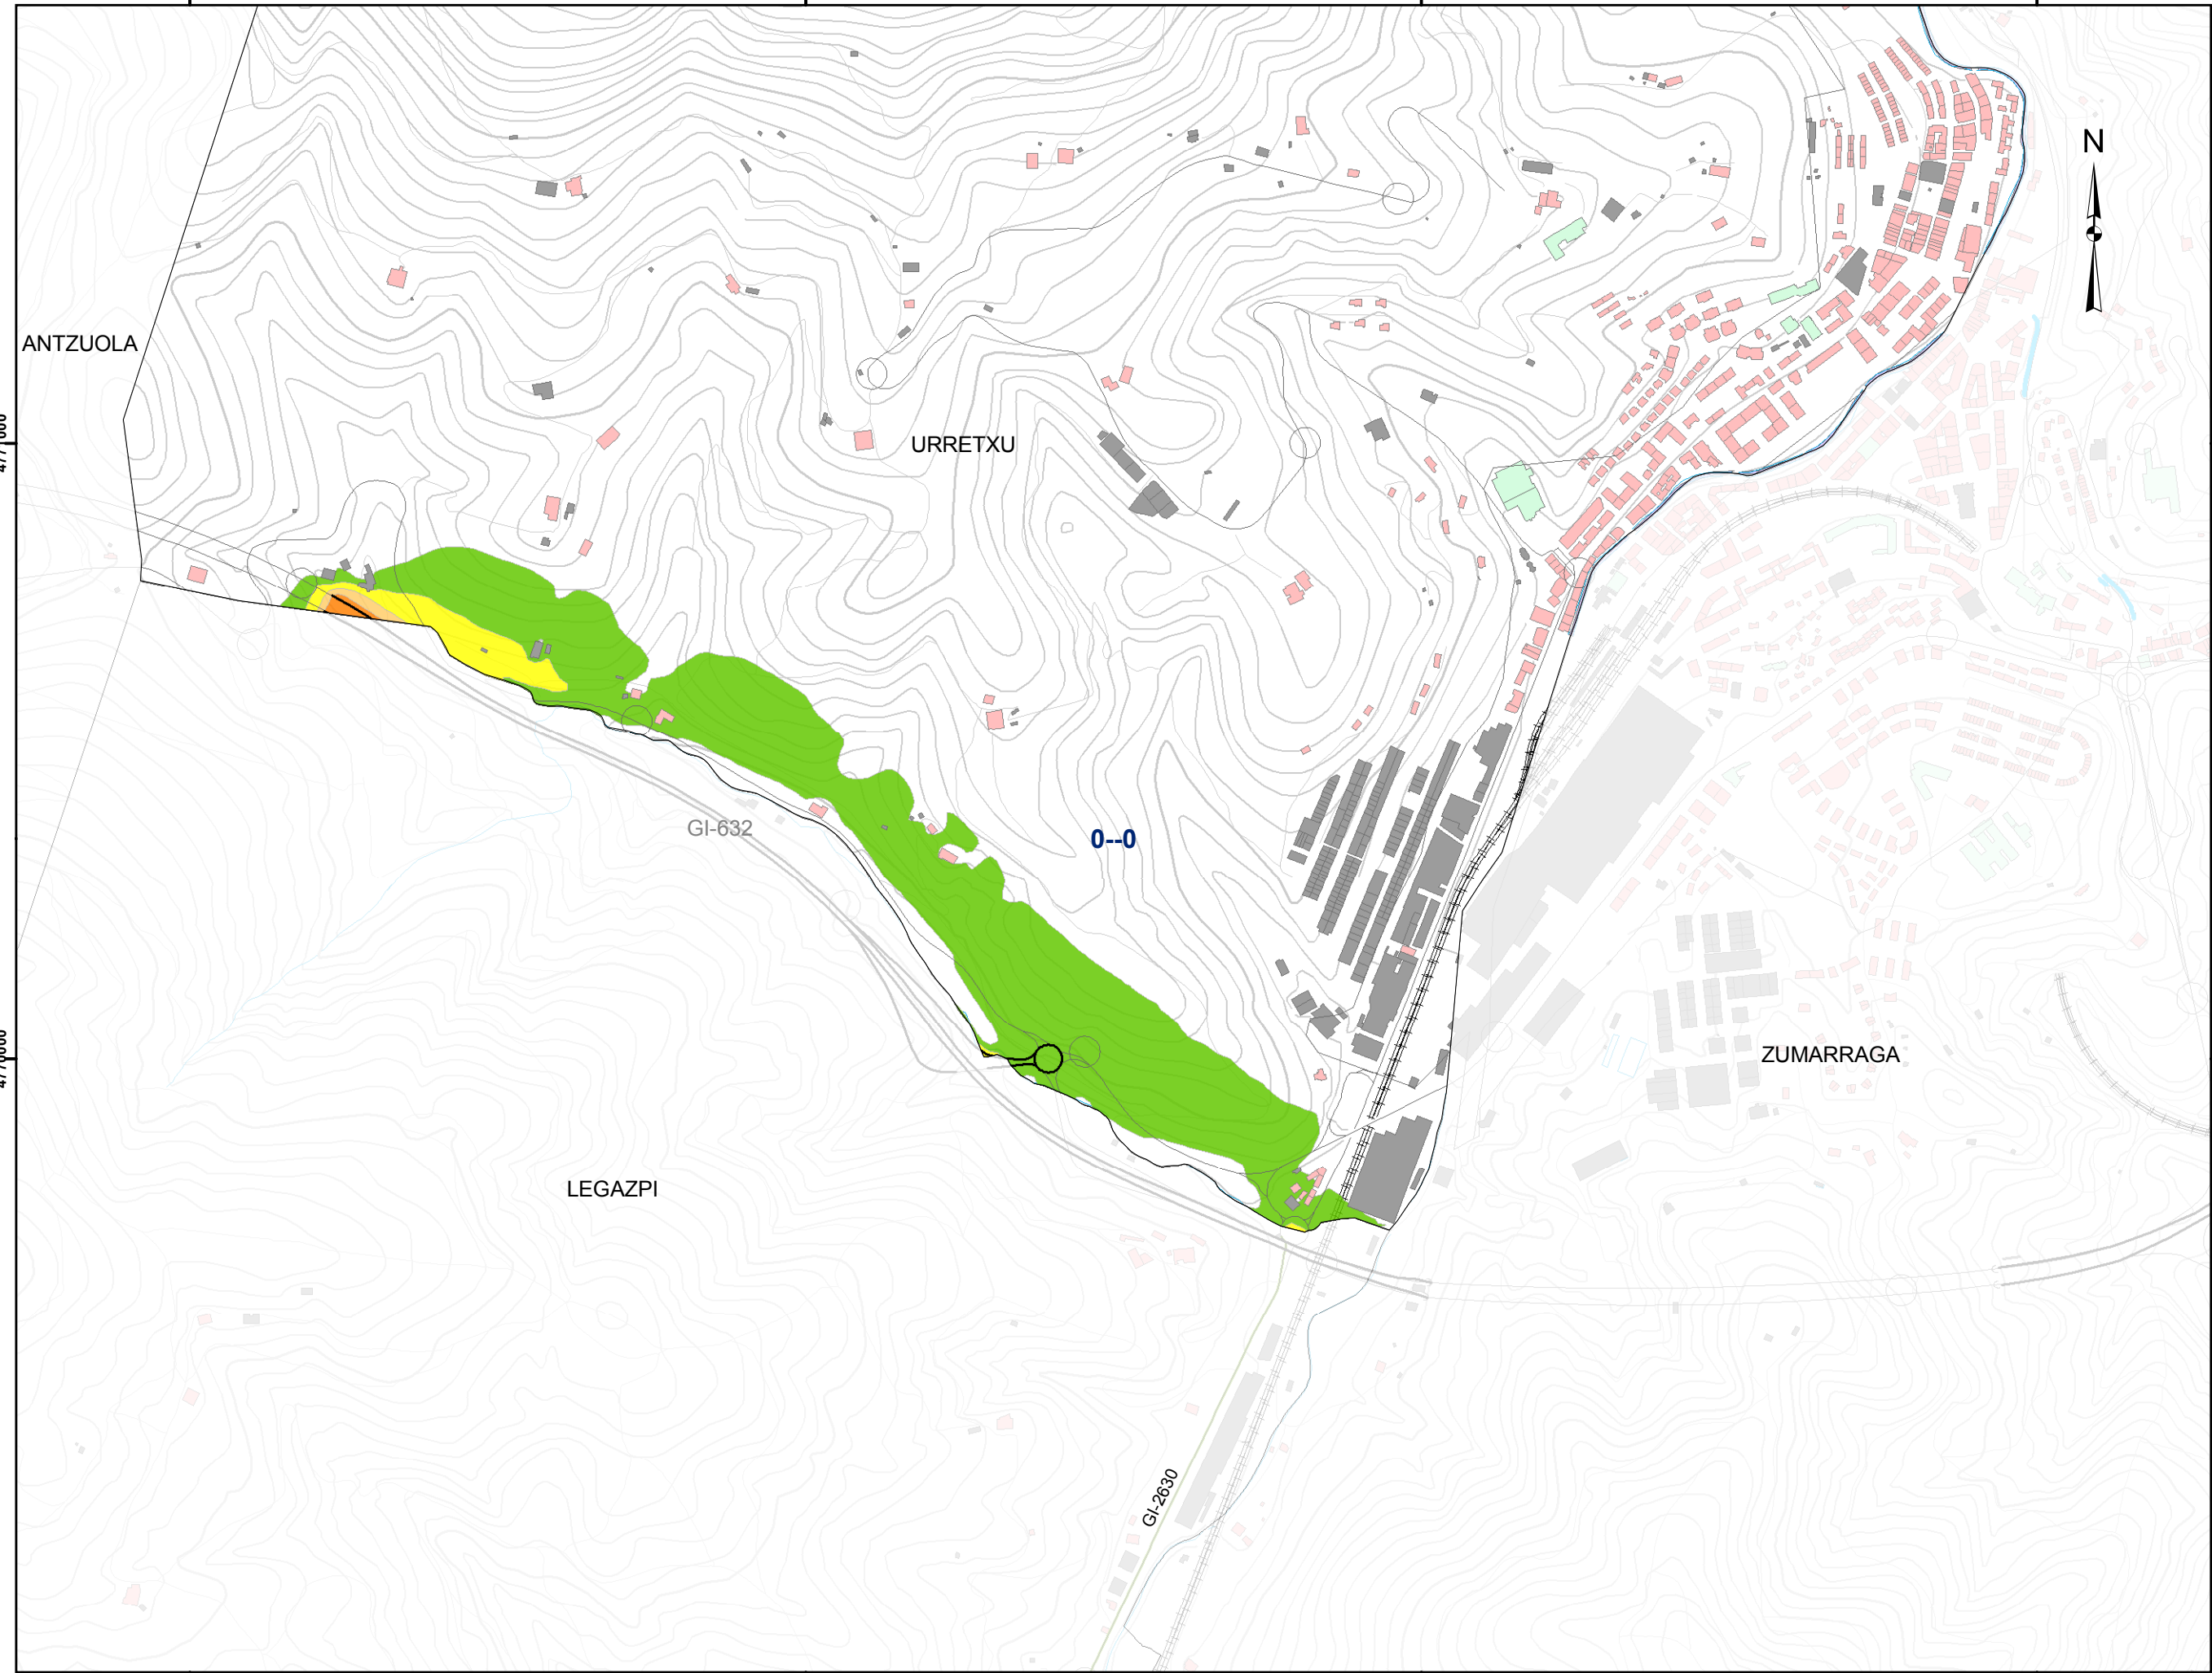 N
ANTZUOLA
URRETXU
GI-632
0--0
ZUMARRAGA
LEGAZPI
GI-2630